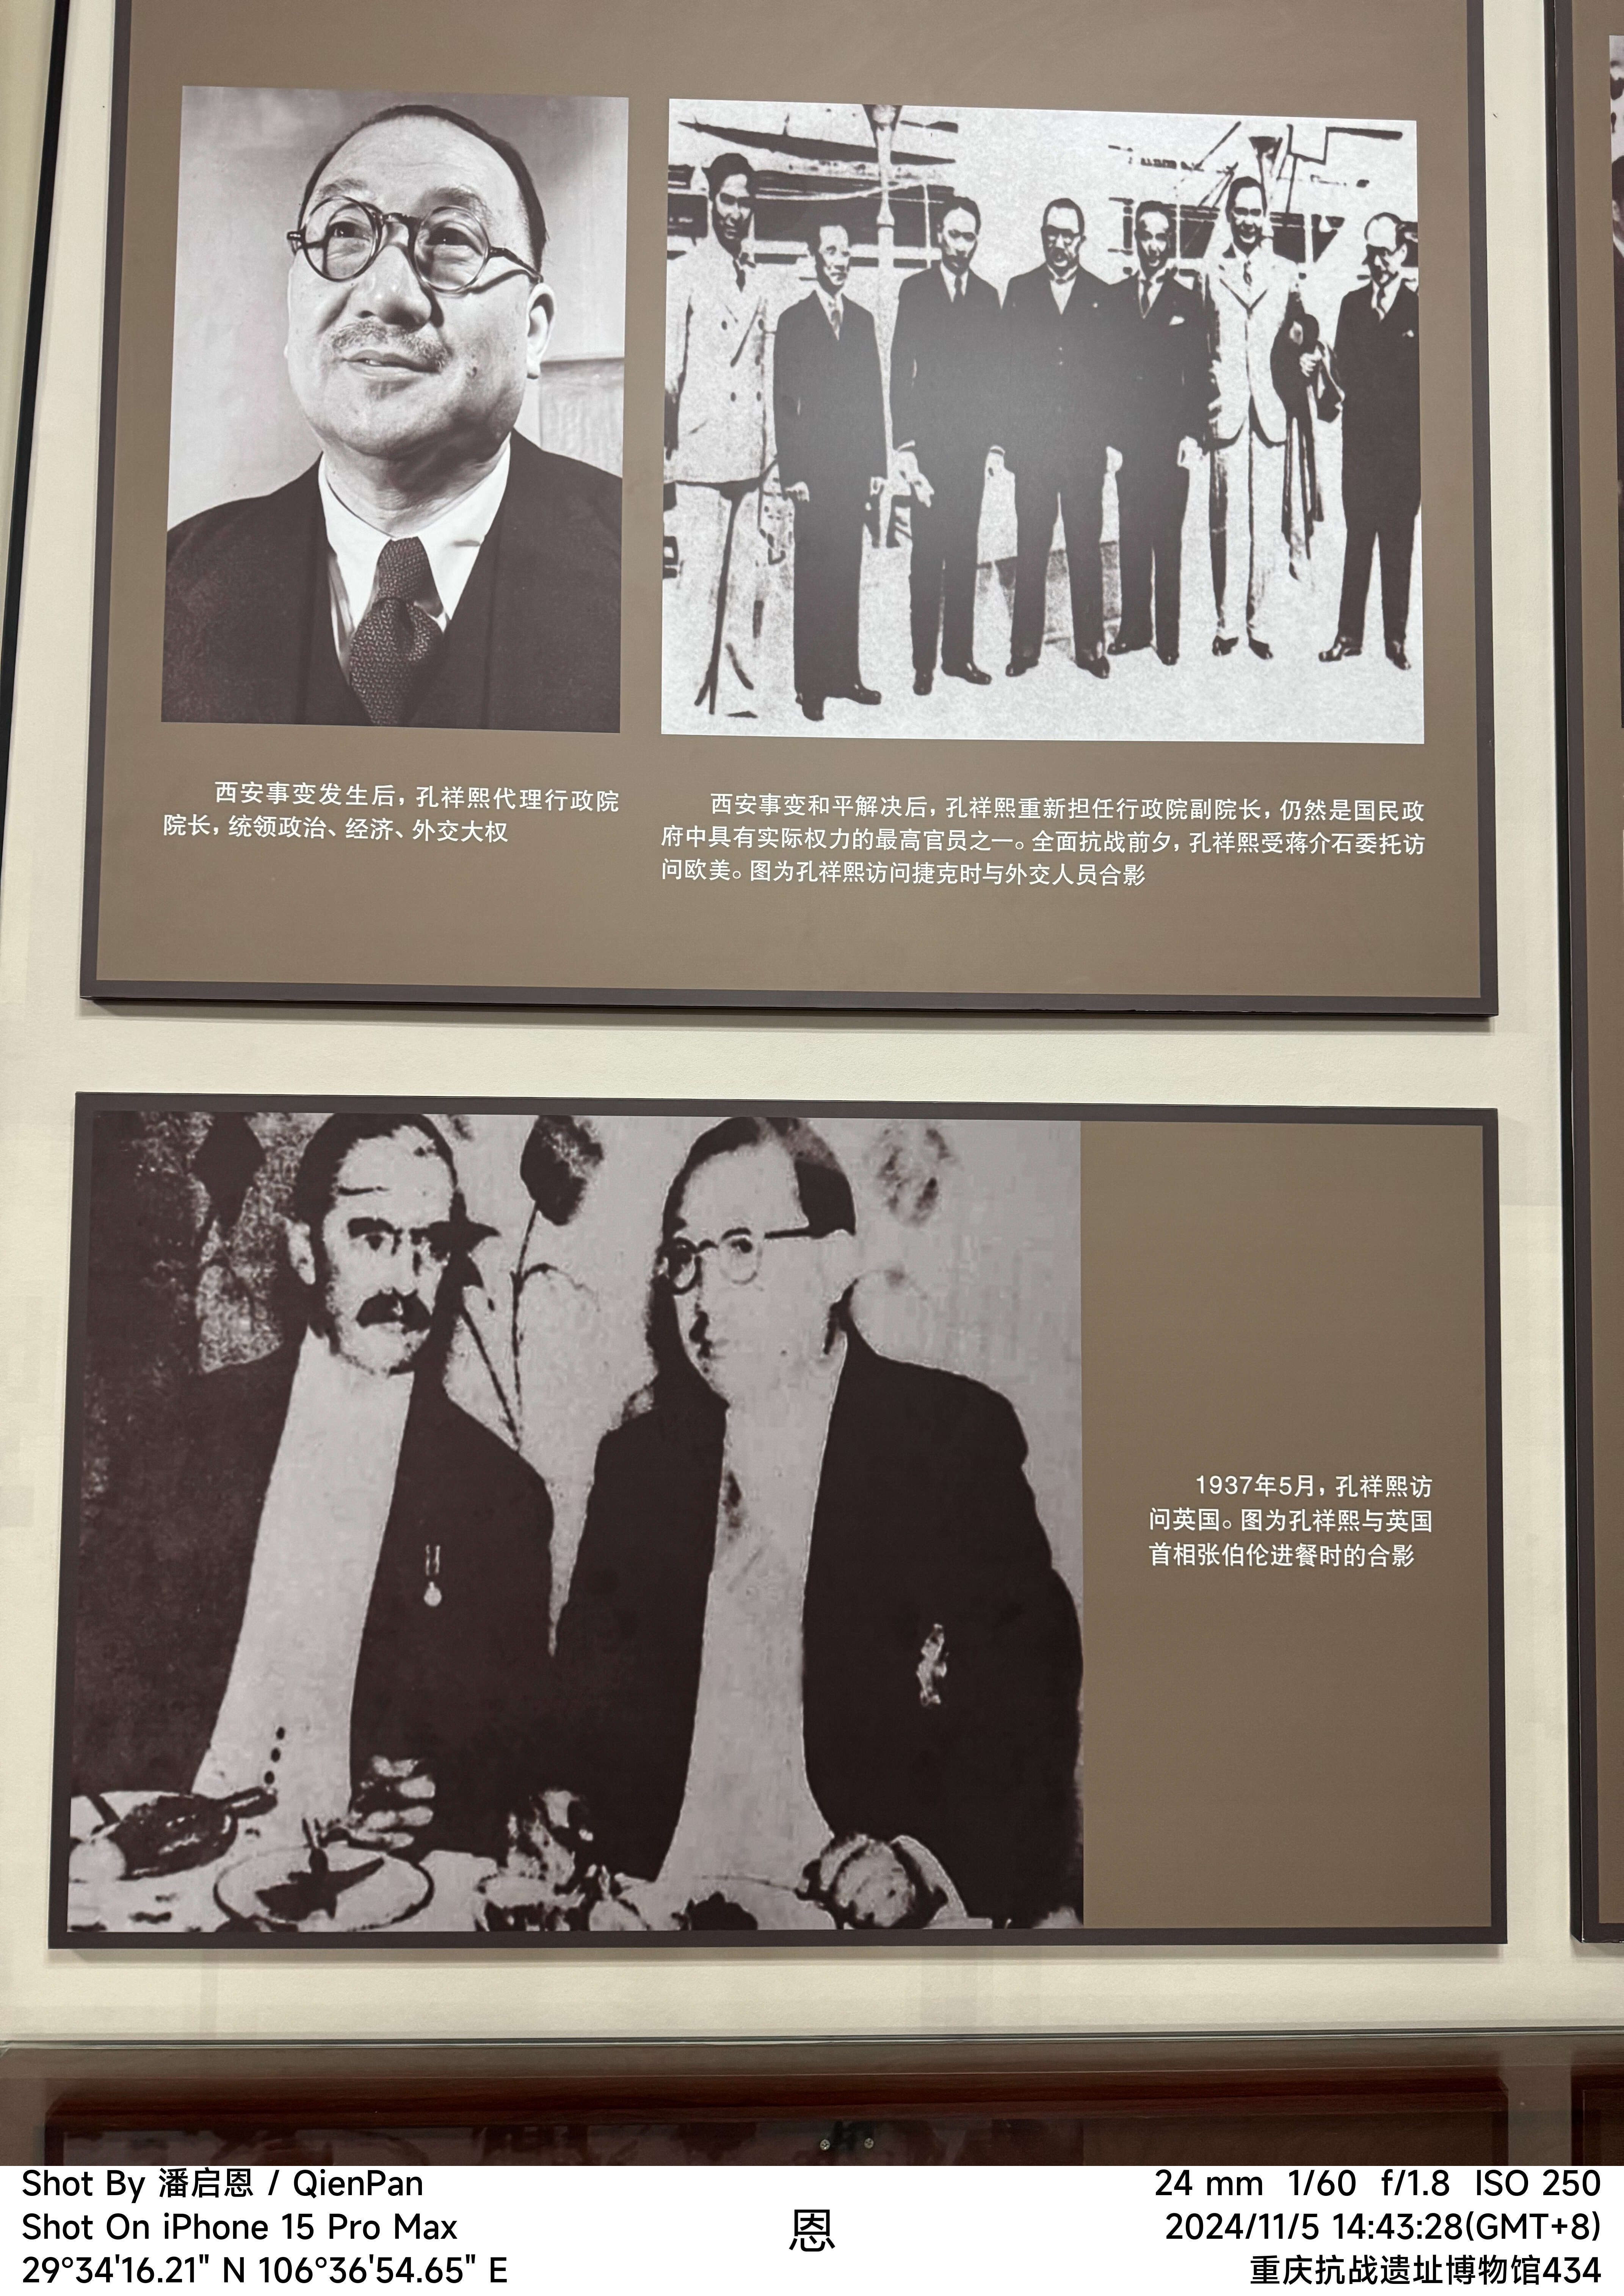 西安事变发生后，孔祥熙代理行政院
院长，统领政治、经济、外交大权
西安事变和平解决后，孔祥熙重新担任行政院副院长，仍然是国民政
府中具有实际权力的最高官员之一。全面抗战前夕，孔祥熙受蒋介石委托访
问欧美。图为孔祥熙访问捷克时与外交人员合影
1937年5月，孔祥熙访
问英国。图为孔祥熙与英国
首相张伯伦进餐时的合影
Shot By 潘启恩 / QienPan
Shot On iPhone 15 Pro Max
29°34'16.21" N 106°36'54.65" E
恩
24 mm 1/60 f/1.8 ISO 250
2024/11/5 14:43:28(GMT+8)
重庆抗战遗址博物馆434